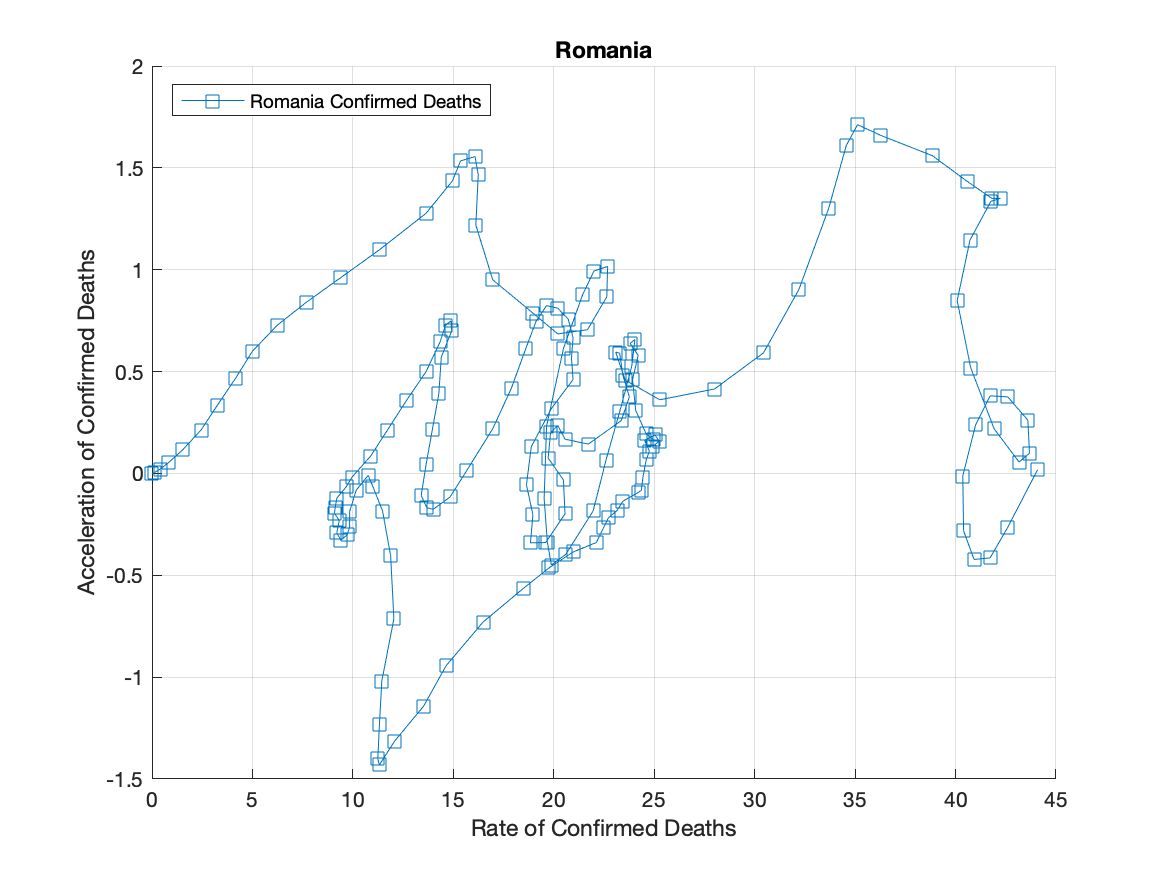 Romania
Romania Confirmed Deaths
2
1.5
1
0.5
0
-0.5
-1
-1.5
Acceleration of Confirmed Deaths
0 5 10 15 20 25 30 35 40 45
Rate of Confirmed Deaths